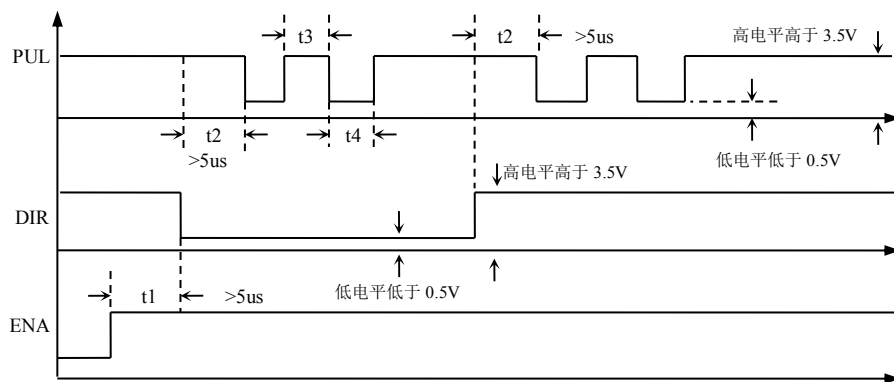 t3
t2
>5us
高电平高于 3.5V
PUL
t2
t4
>5us
低电平低于 0.5V
高电平高于 3.5V
DIR
t1
>5us
低电平低于 0.5V
ENA